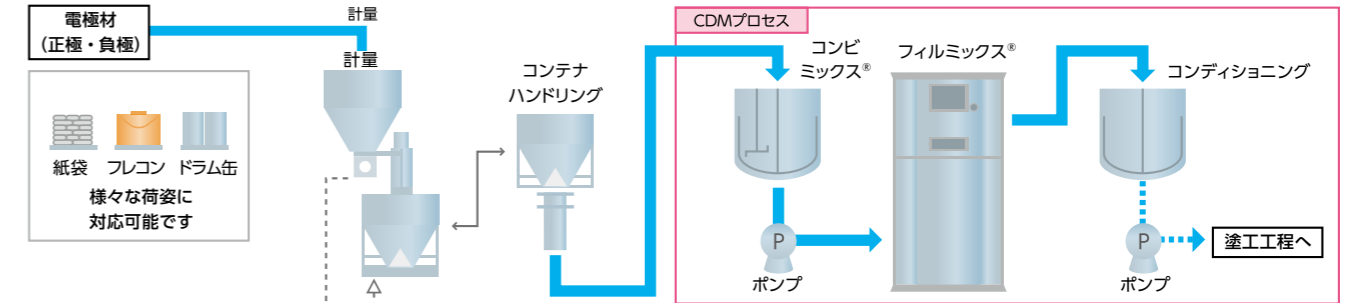 電極材
（正極・負極）
計量
計量
紙袋
フレコン
ドラム缶
様々な荷姿に
対応可能です
コンテナ
ハンドリング
CDMプロセス
コンビ
ミックス®
フィルミックス®
コンディショニング
P
ポンプ
P
ポンプ
塗工工程へ